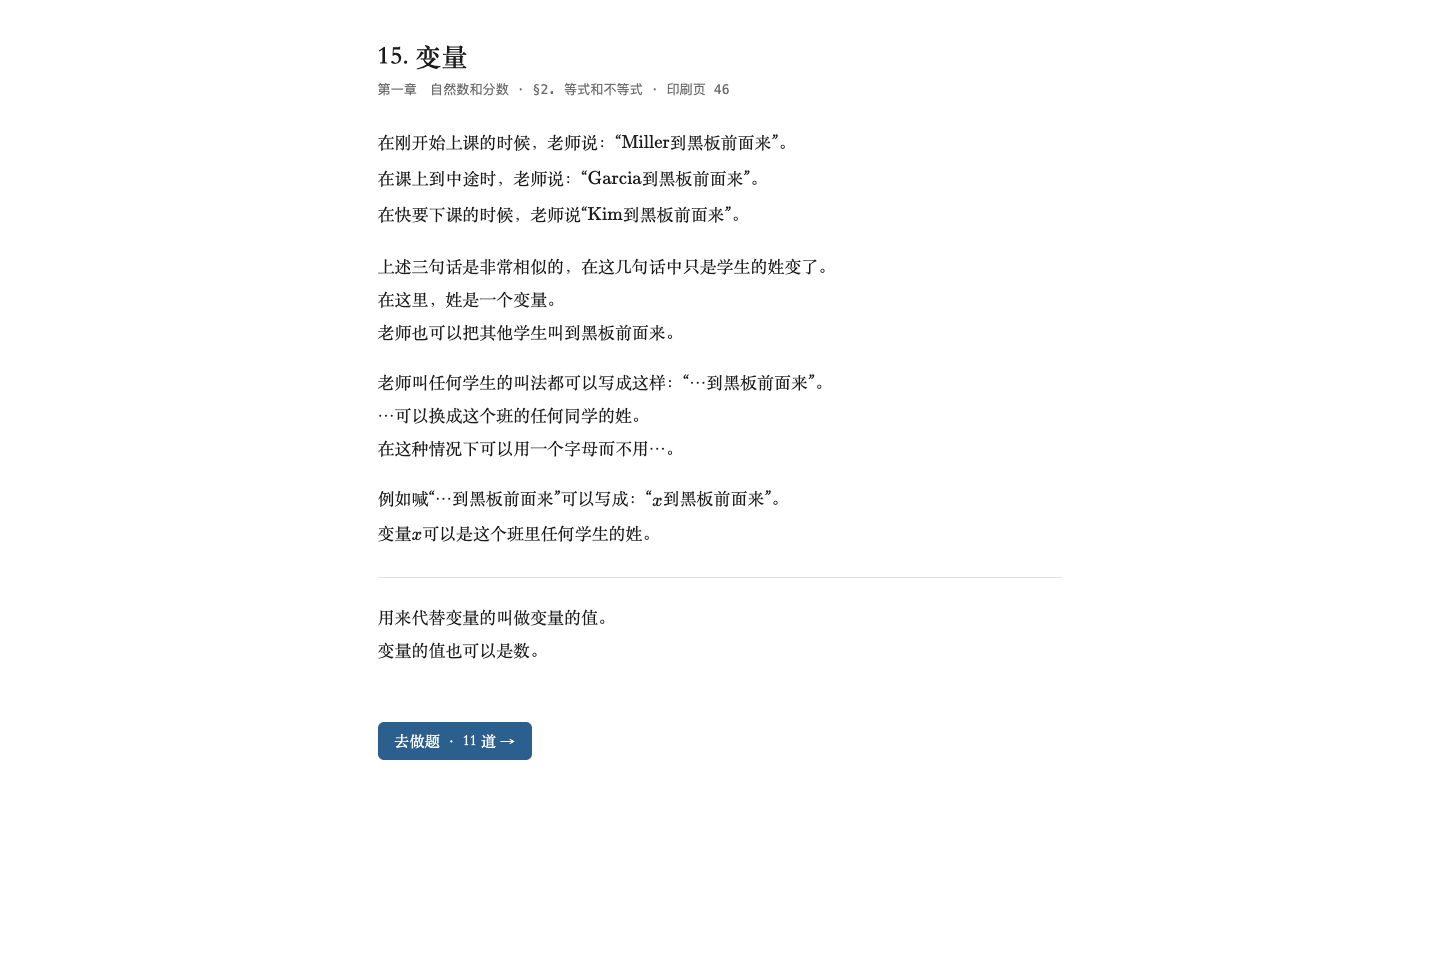 15. 变量
第一章　自然数和分数 · §2. 等式和不等式 · 印刷页 46
在刚开始上课的时候，老师说：“Miller到黑板前面来”。
在课上到中途时，老师说：“Garcia到黑板前面来”。
在快要下课的时候，老师说“Kim到黑板前面来”。
上述三句话是非常相似的，在这几句话中只是学生的姓变了。
在这里，姓是一个变量。
老师也可以把其他学生叫到黑板前面来。
老师叫任何学生的叫法都可以写成这样：“⋯到黑板前面来”。
⋯可以换成这个班的任何同学的姓。
在这种情况下可以用一个字母而不用⋯。
例如喊“⋯到黑板前面来”可以写成：“x到黑板前面来”。
变量x可以是这个班里任何学生的姓。
用来代替变量的叫做变量的值。
变量的值也可以是数。
去做题 · 11 道 →